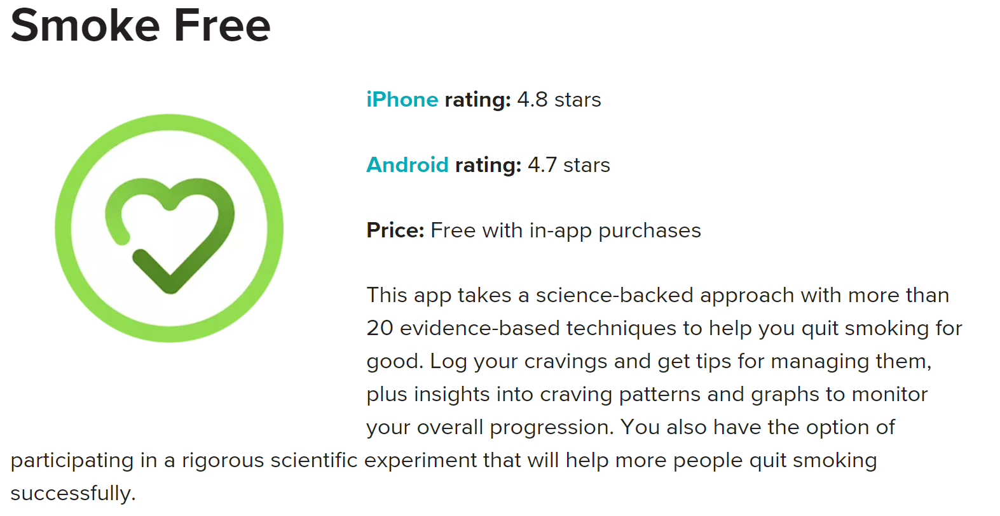 Smoke Free
iPhone rating: 4.8 stars
Android rating: 4.7 stars
Price: Free with in-app purchases
This app takes a science-backed approach with more than
20 evidence-based techniques to help you quit smoking for
good. Log your cravings and get tips for managing them,
plus insights into craving patterns and graphs to monitor
your overall progression. You also have the option of
participating in a rigorous scientific experiment that will help more people quit smoking
successfully.